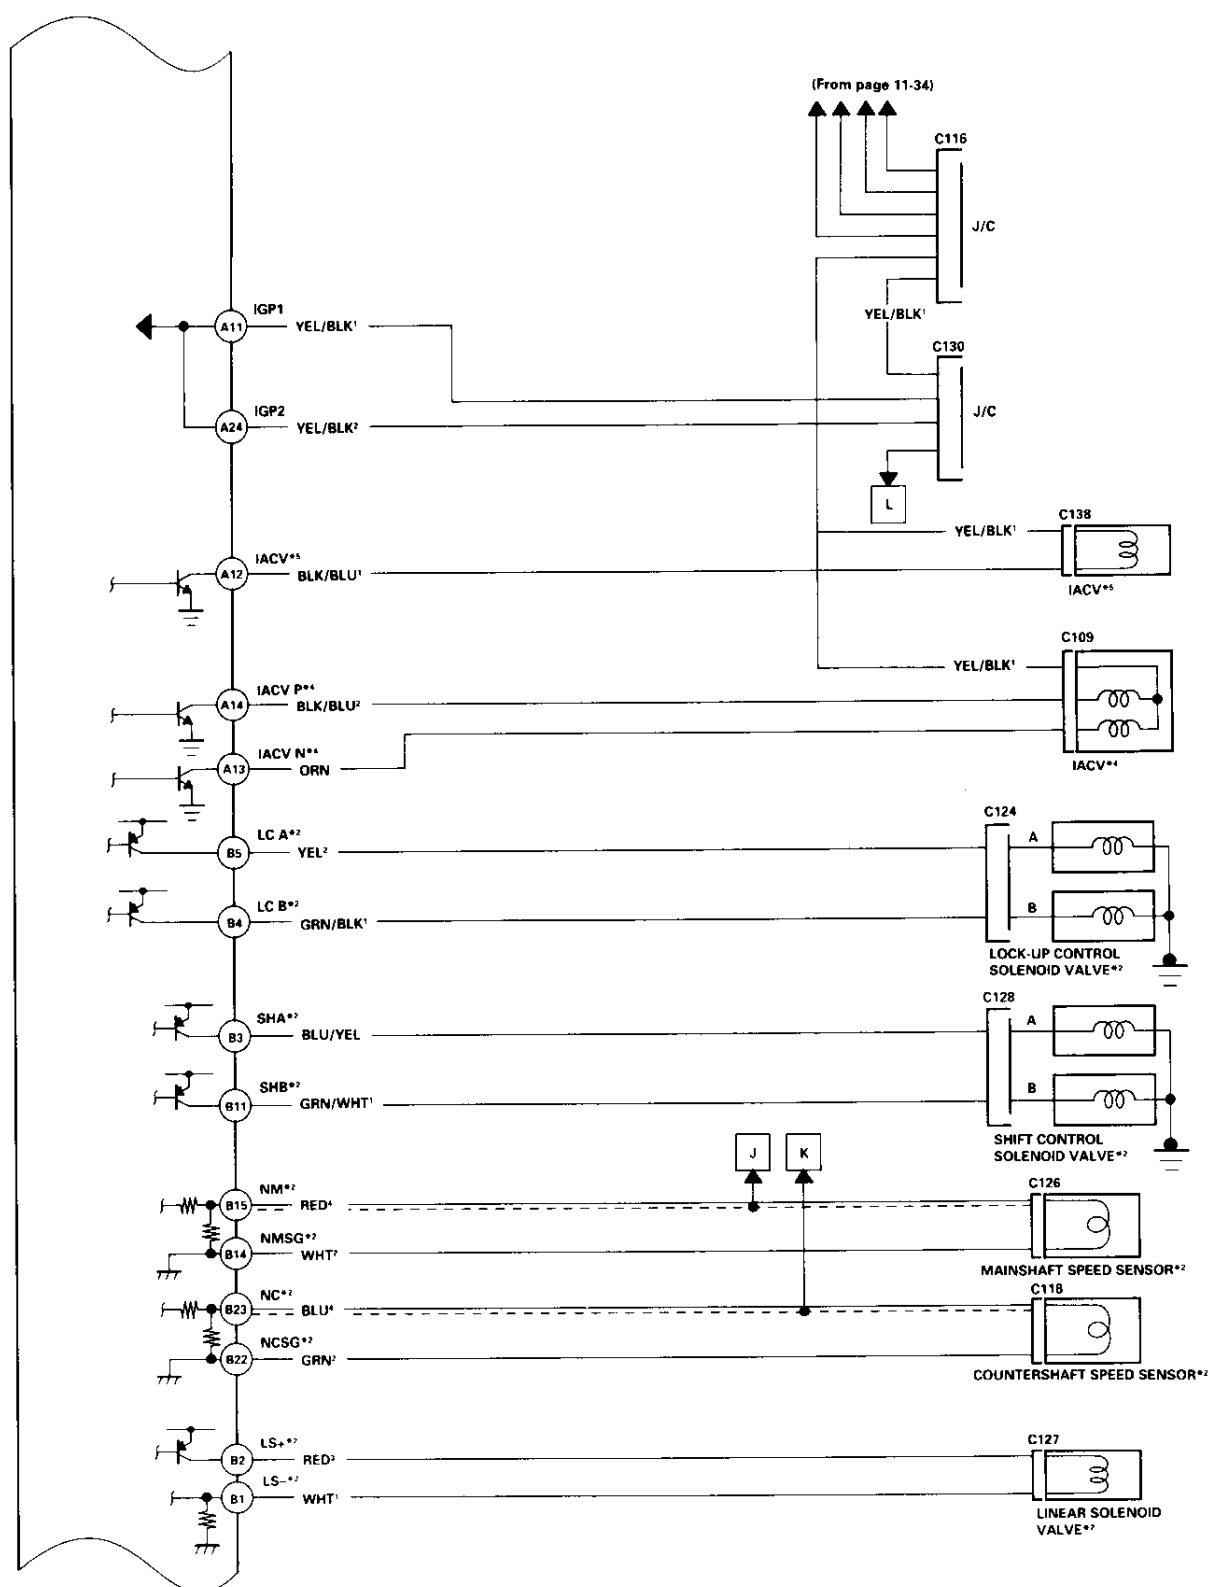 (From page 11-34)
C116
J/C
IGP1
A11
YEL/BLK¹
YEL/BLK¹
C130
IGP2
A24
YEL/BLK²
J/C
L
C138
YEL/BLK¹
IACV*⁵
A12
BLK/BLU¹
IACV*⁵
C109
YEL/BLK¹
IACV P*⁴
A14
BLK/BLU²
IACV N*⁴
A13
ORN
IACV*⁴
C124
LC A*²
B5
YEL²
A
LC B*²
B4
GRN/BLK¹
B
LOCK-UP CONTROL
SOLENOID VALVE*²
C128
SHA*²
B3
BLU/YEL
A
SHB*²
B11
GRN/WHT¹
B
SHIFT CONTROL
SOLENOID VALVE*²
J
K
C126
NM*²
B15
RED⁴
NMSG*²
B14
WHT²
MAINSHAFT SPEED SENSOR*²
C118
NC*²
B23
BLU⁴
NCSG*²
B22
GRN²
COUNTERSHAFT SPEED SENSOR*²
C127
LS+*²
B2
RED³
LS−*²
B1
WHT¹
LINEAR SOLENOID
VALVE*²